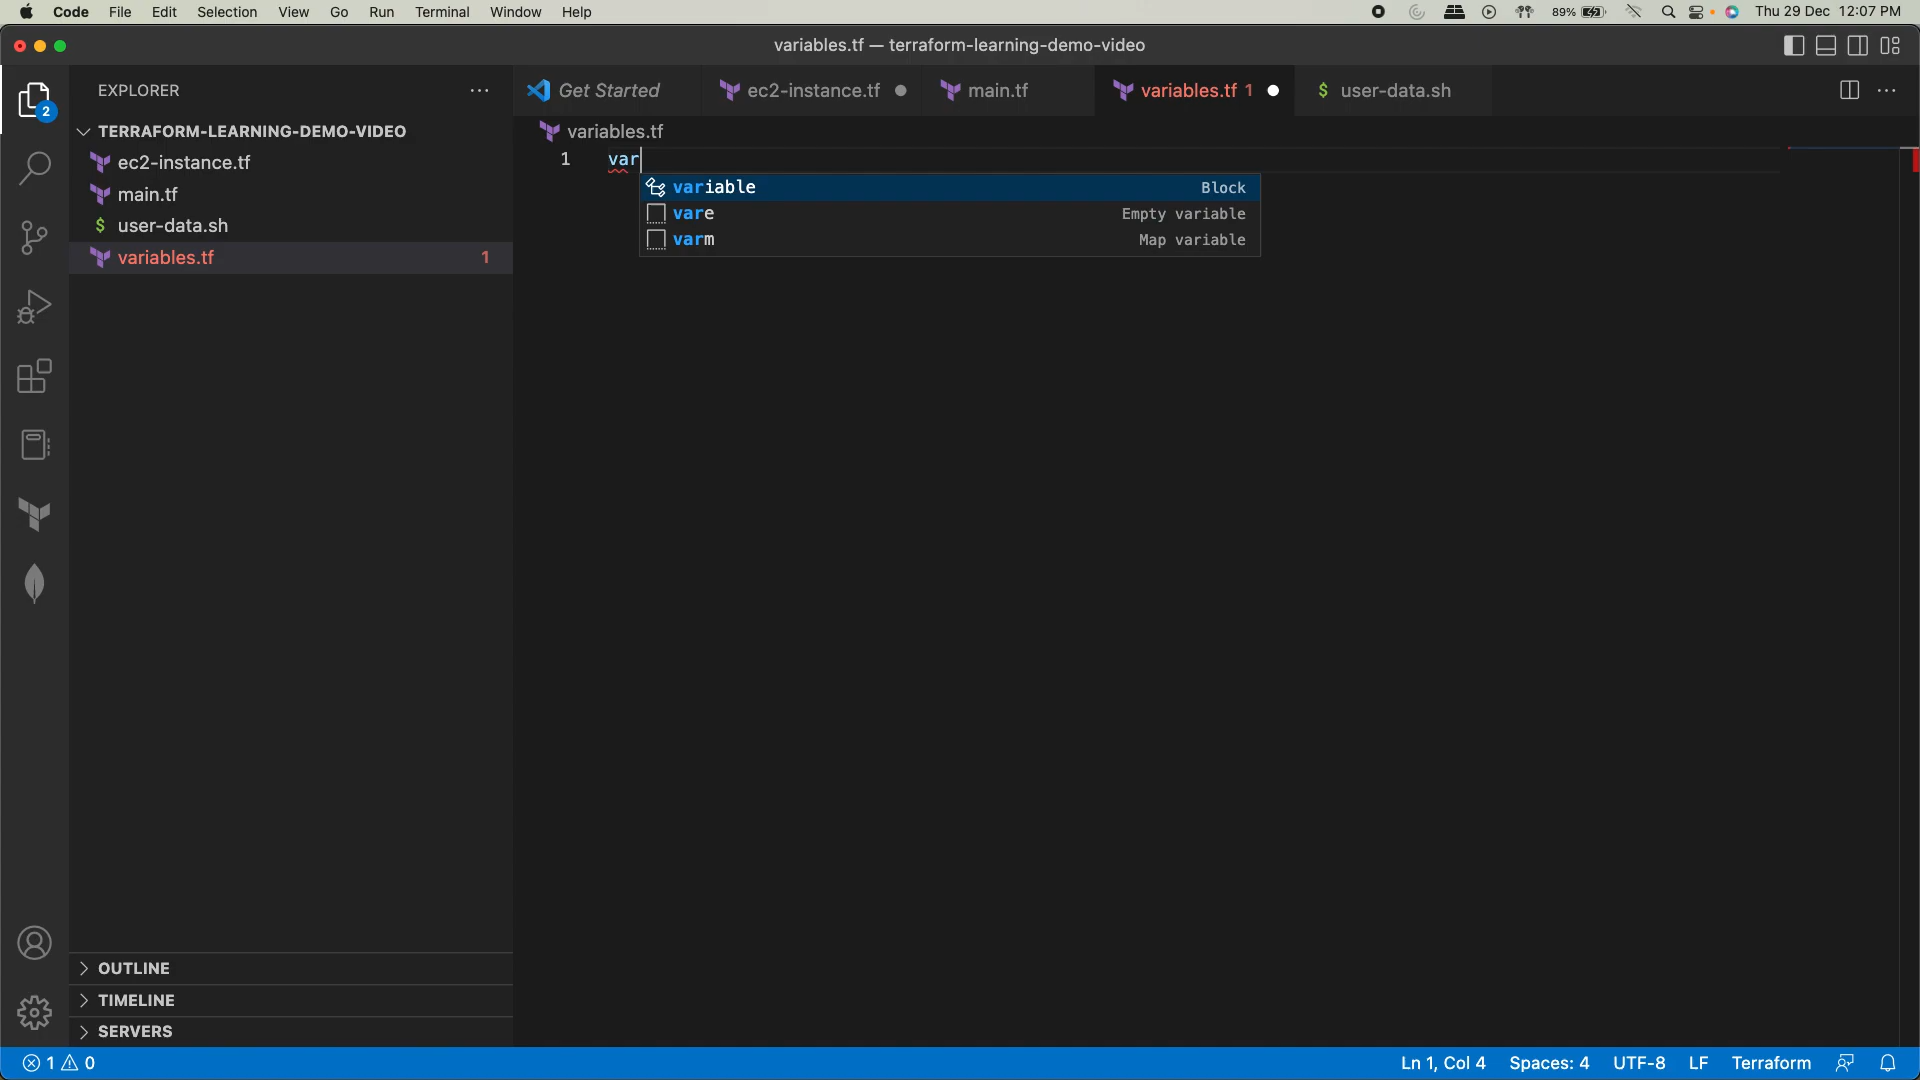 Code File Edit Selection View Go Run Terminal Window Help 89% Thu 29 Dec 12:07 PM
variables.tf — terraform-learning-demo-video
EXPLORER
Get Started ec2-instance.tf main.tf variables.tf 1 user-data.sh
2
TERRAFORM-LEARNING-DEMO-VIDEO
variables.tf
ec2-instance.tf
1 var
main.tf
variable Block
user-data.sh
vare Empty variable
varm Map variable
variables.tf 1
OUTLINE
TIMELINE
SERVERS
1 0 Ln 1, Col 4 Spaces: 4 UTF-8 LF Terraform